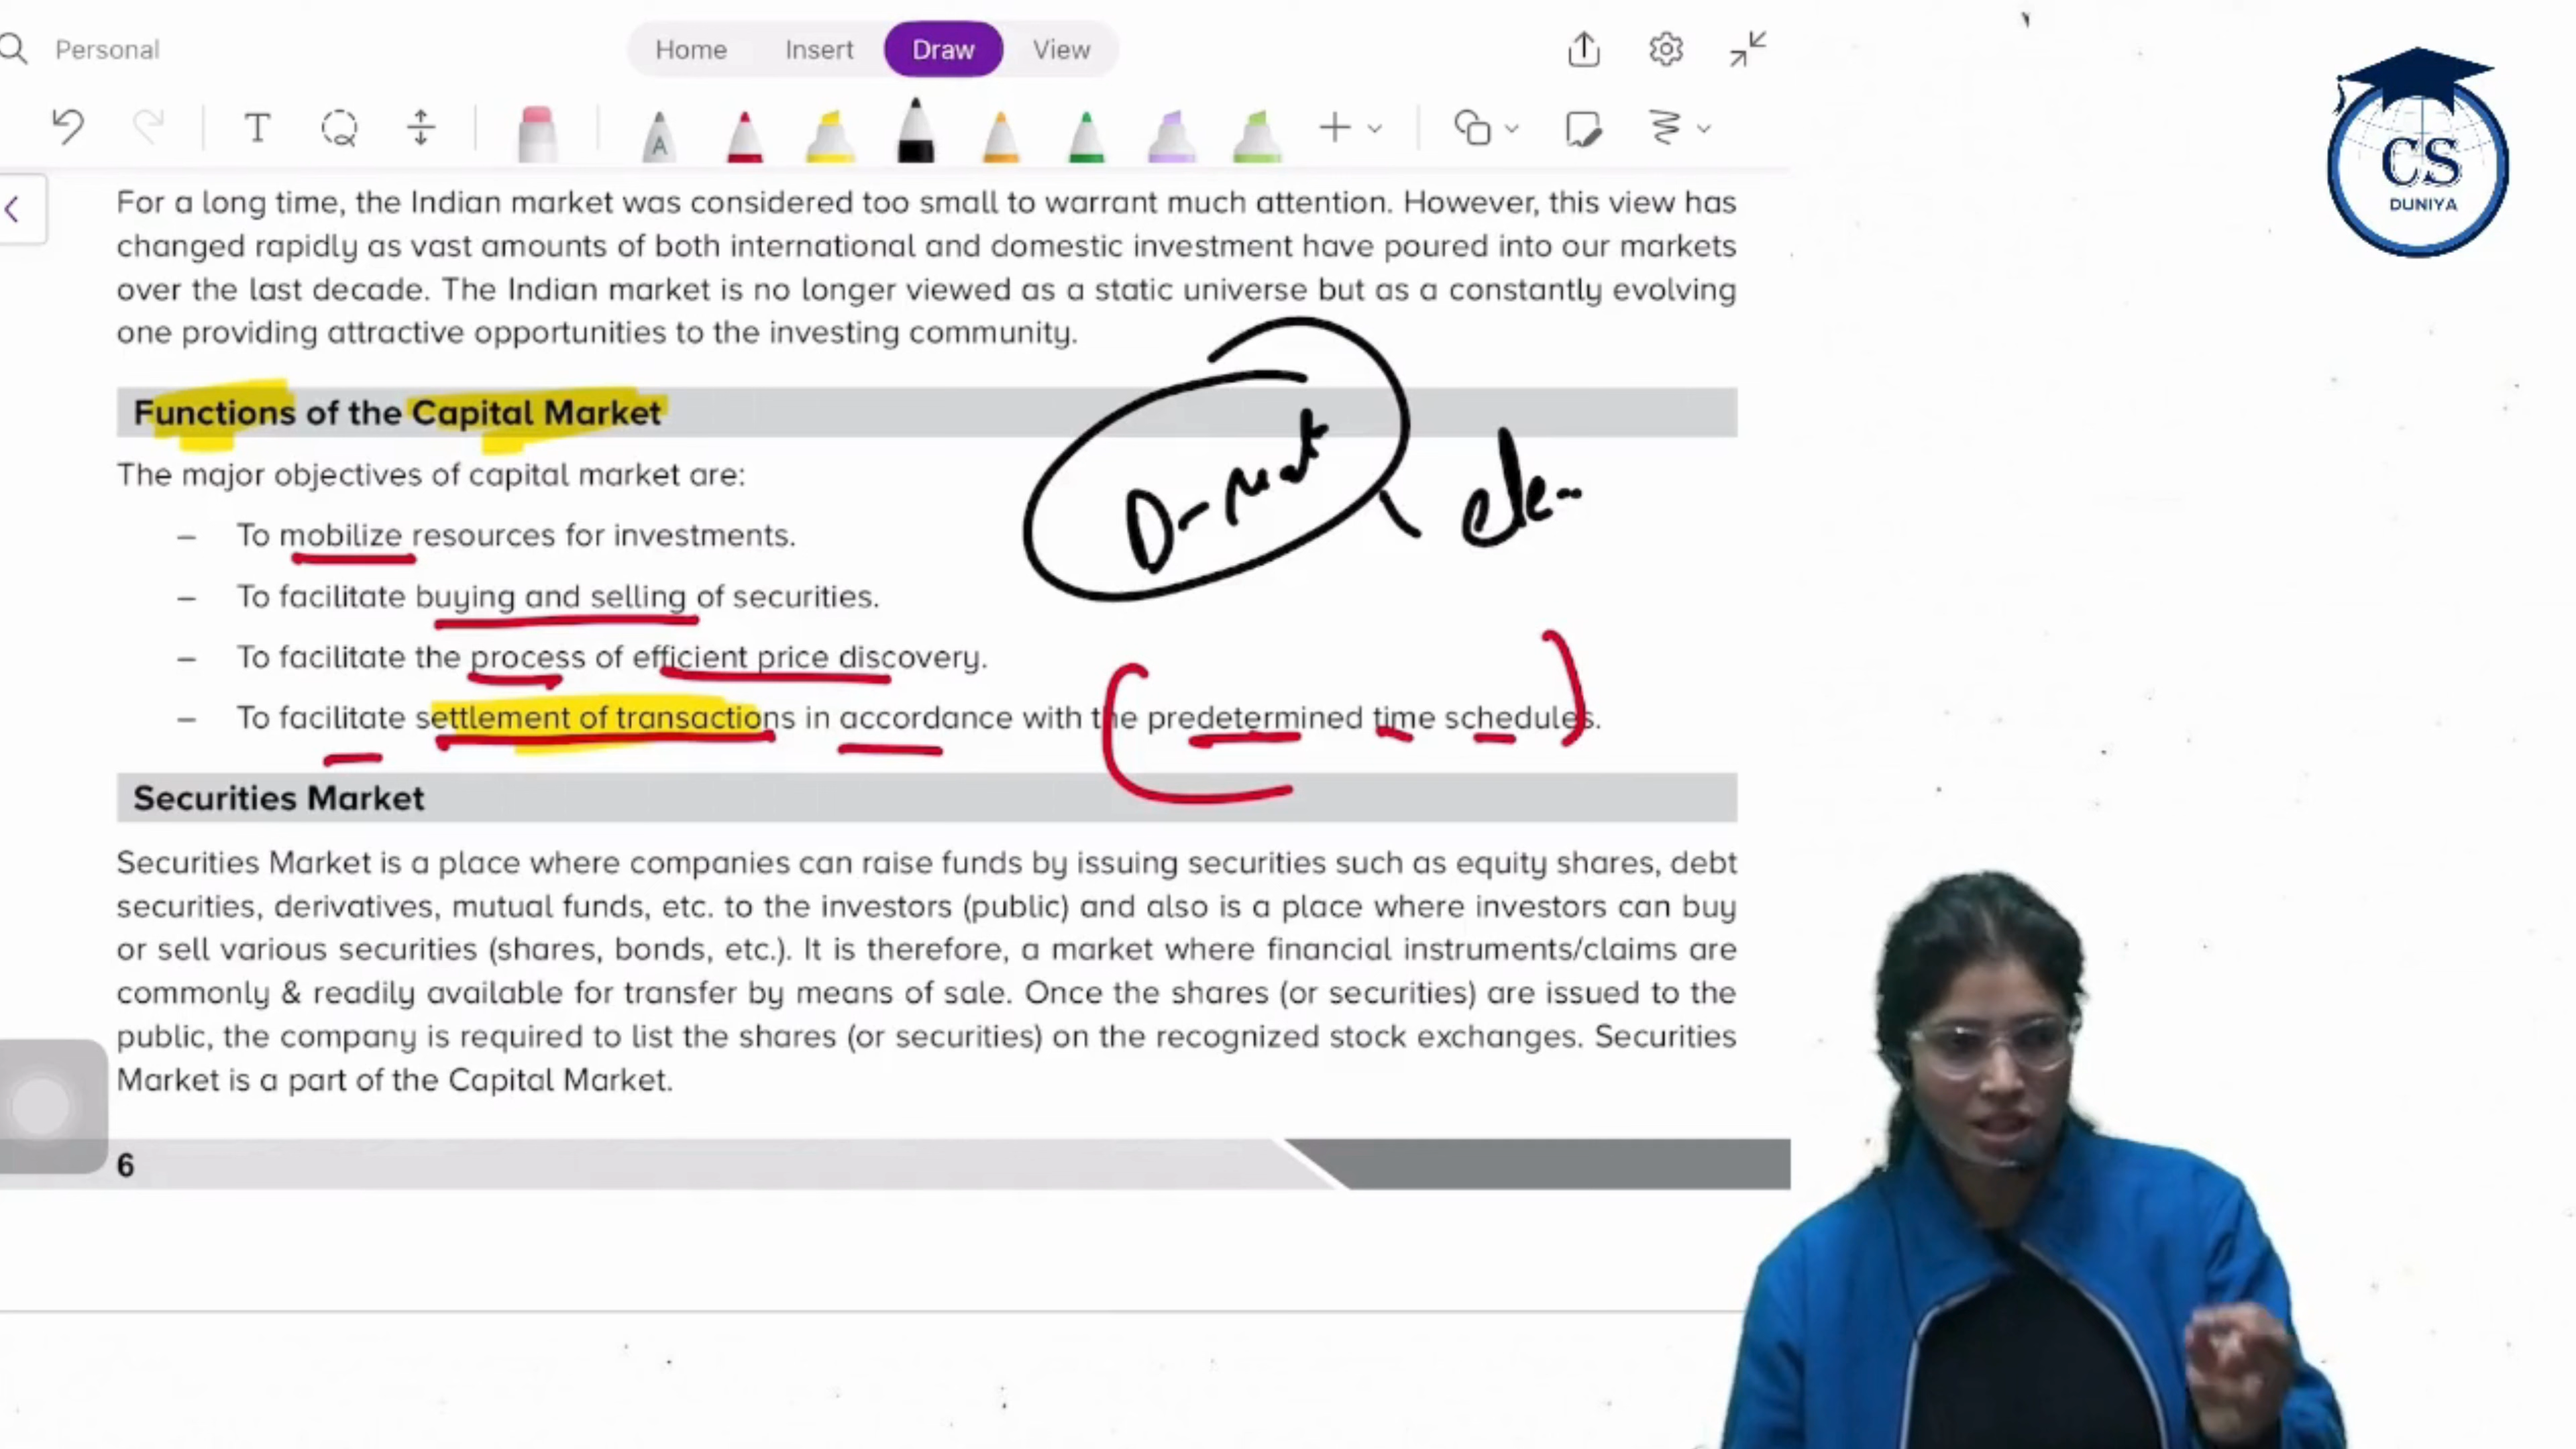 Personal
Home Insert Draw View
T A
CS
DUNIYA
For a long time, the Indian market was considered too small to warrant much attention. However, this view has
changed rapidly as vast amounts of both international and domestic investment have poured into our markets
over the last decade. The Indian market is no longer viewed as a static universe but as a constantly evolving
one providing attractive opportunities to the investing community.
Functions of the Capital Market
The major objectives of capital market are:
D-Mat
ele--
– To mobilize resources for investments.
– To facilitate buying and selling of securities.
– To facilitate the process of efficient price discovery.
– To facilitate settlement of transactions in accordance with the predetermined time schedules.
Securities Market
Securities Market is a place where companies can raise funds by issuing securities such as equity shares, debt
securities, derivatives, mutual funds, etc. to the investors (public) and also is a place where investors can buy
or sell various securities (shares, bonds, etc.). It is therefore, a market where financial instruments/claims are
commonly & readily available for transfer by means of sale. Once the shares (or securities) are issued to the
public, the company is required to list the shares (or securities) on the recognized stock exchanges. Securities
Market is a part of the Capital Market.
6